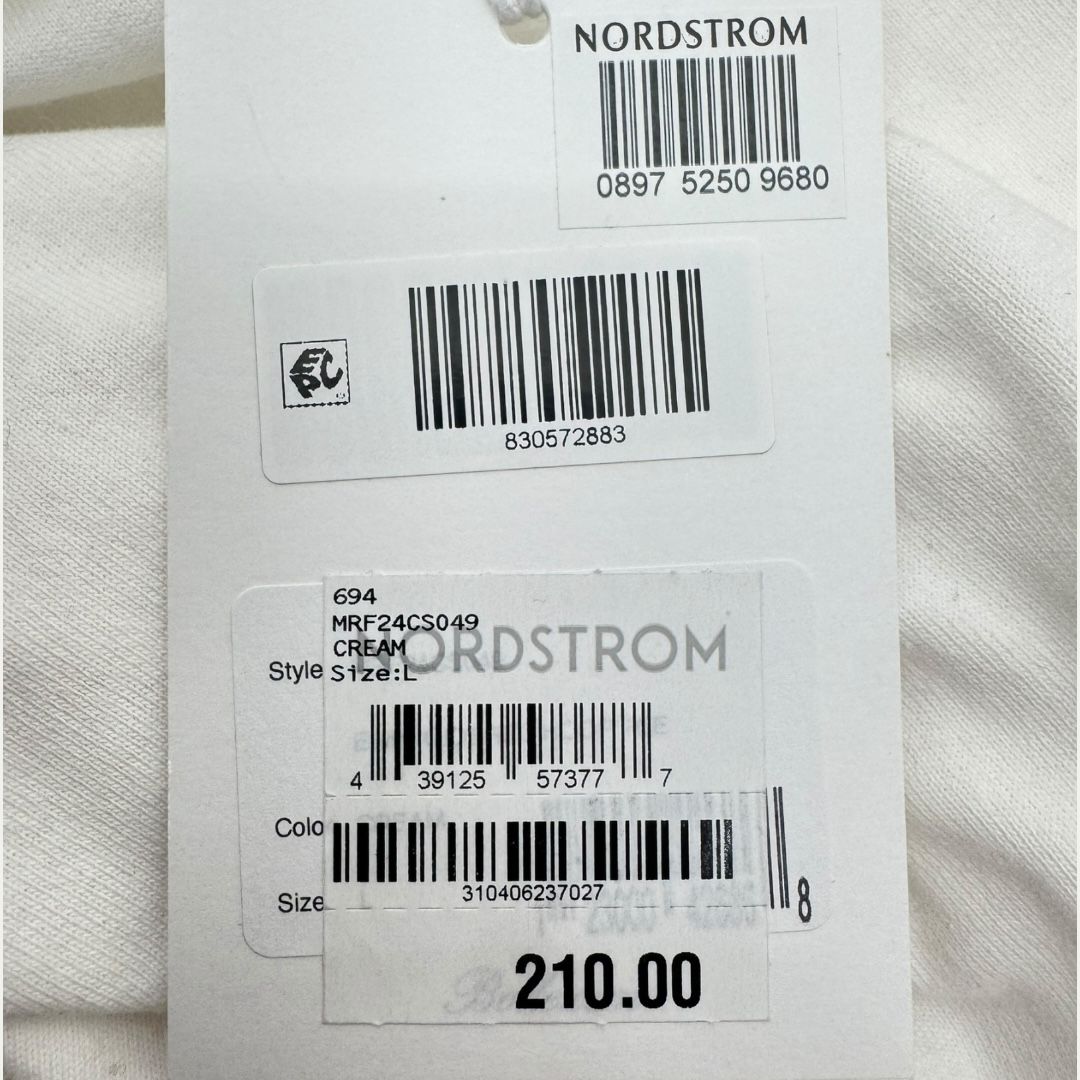 NORDSTROM
0897 5250 9680
EPC
830572883
694
MRF24CS049
CREAM
NORDSTROM
Style
Size:L
4 39125 57377 7
Colo
310406237027
Size
8
210.00